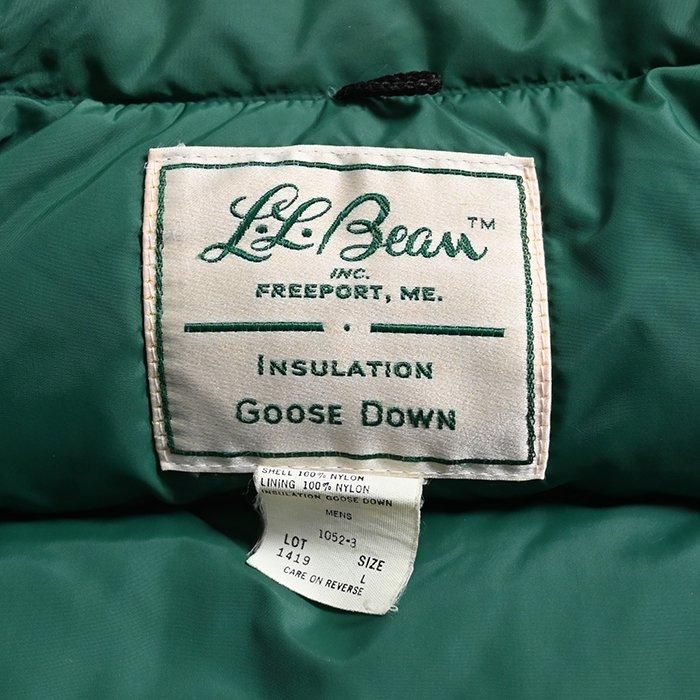 L.L. Bean™
INC.
FREEPORT, ME.
INSULATION
GOOSE DOWN
SHELL 100% NYLON
LINING 100% NYLON
INSULATION GOOSE DOWN
MENS
1052-3
LOT SIZE
1419 L
CARE ON REVERSE